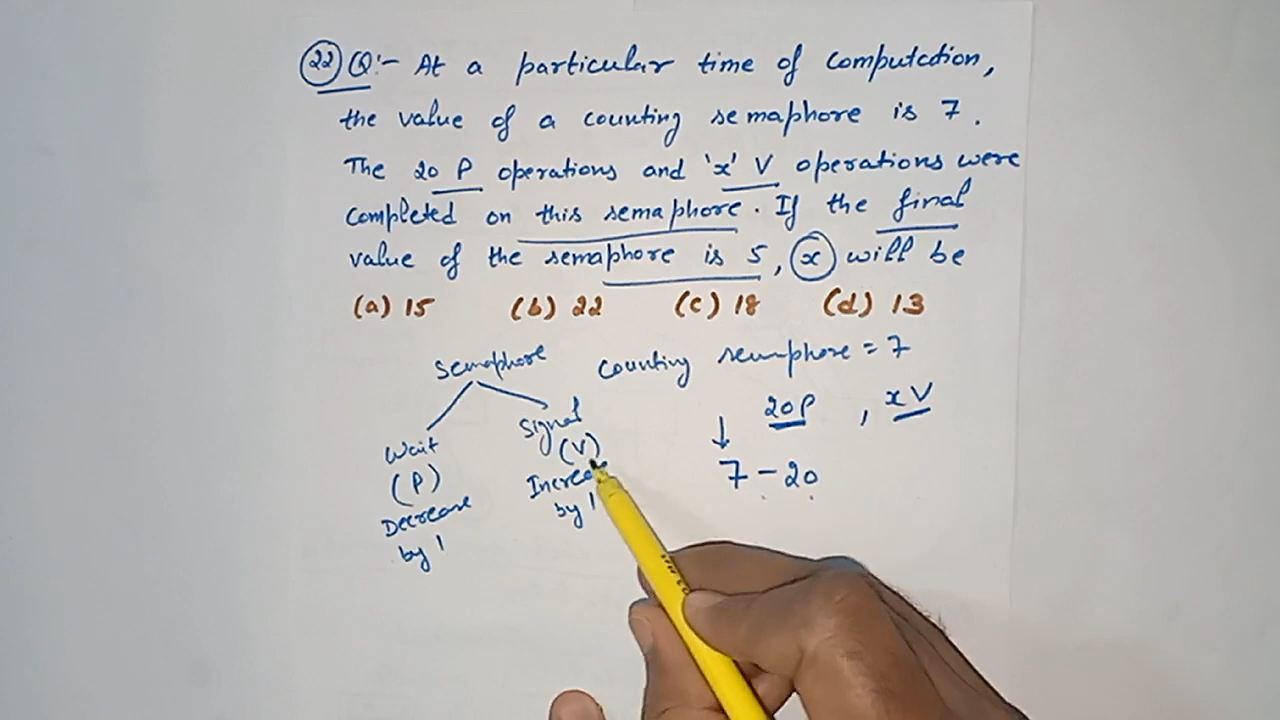 22 Q:- At a particular time of computation,
the value of a counting semaphore is 7.
The 20 P operations and 'x' V operations were
completed on this semaphore. If the final
value of the semaphore is 5, x will be
(a) 15 (b) 22 (c) 18 (d) 13
Semaphore
Counting semaphore = 7
20P, xV
Wait
(P)
Decrease
by 1
Signal
(V)
by 1
7 - 20